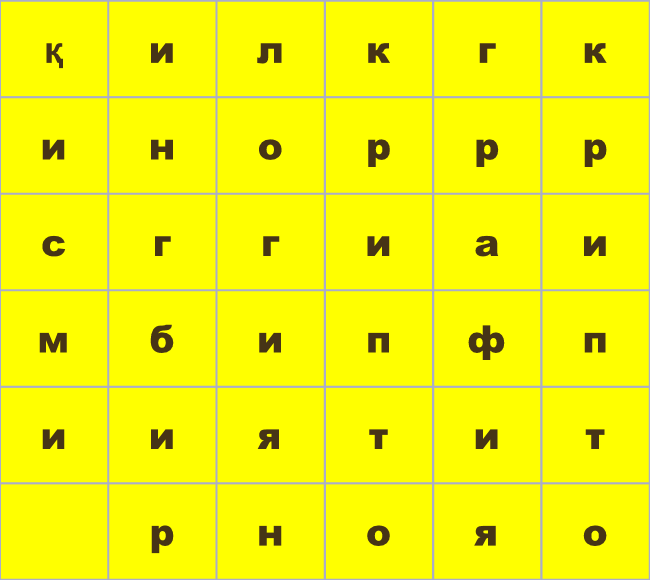 қ и л к г к
и н о р р р
с г г и а и
м б и п ф п
и и я т и т
р н о я о